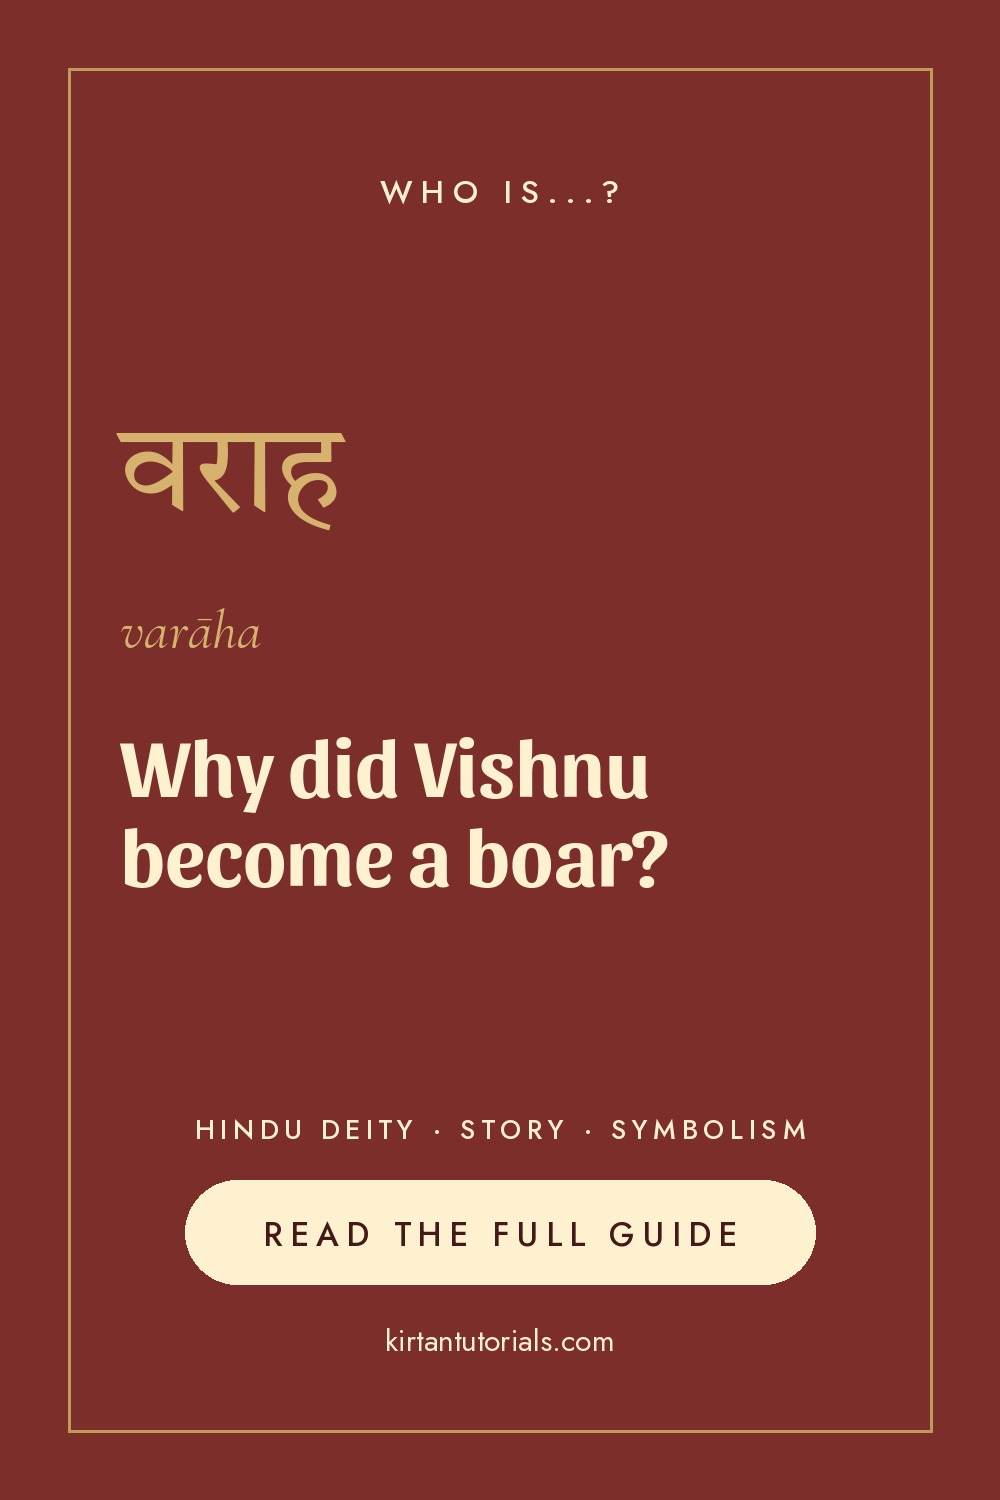 WHO IS...?
वराह
varāha
Why did Vishnu
become a boar?
HINDU DEITY · STORY · SYMBOLISM
READ THE FULL GUIDE
kirtantutorials.com